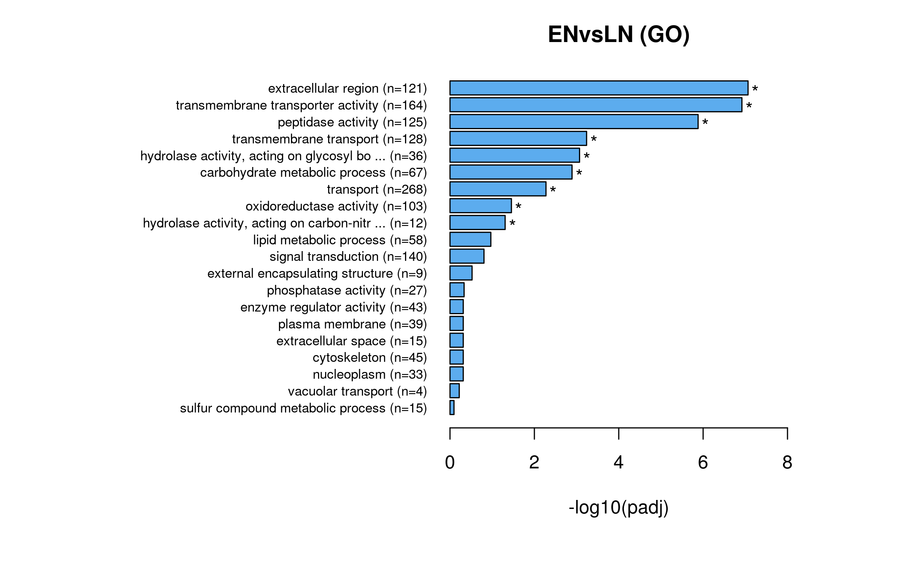 ENvsLN (GO)
extracellular region (n=121)
*
transmembrane transporter activity (n=164)
*
peptidase activity (n=125)
*
transmembrane transport (n=128)
*
hydrolase activity, acting on glycosyl bo ... (n=36)
*
carbohydrate metabolic process (n=67)
*
transport (n=268)
*
oxidoreductase activity (n=103)
*
hydrolase activity, acting on carbon-nitr ... (n=12)
*
lipid metabolic process (n=58)
signal transduction (n=140)
external encapsulating structure (n=9)
phosphatase activity (n=27)
enzyme regulator activity (n=43)
plasma membrane (n=39)
extracellular space (n=15)
cytoskeleton (n=45)
nucleoplasm (n=33)
vacuolar transport (n=4)
sulfur compound metabolic process (n=15)
0 2 4 6 8
-log10(padj)